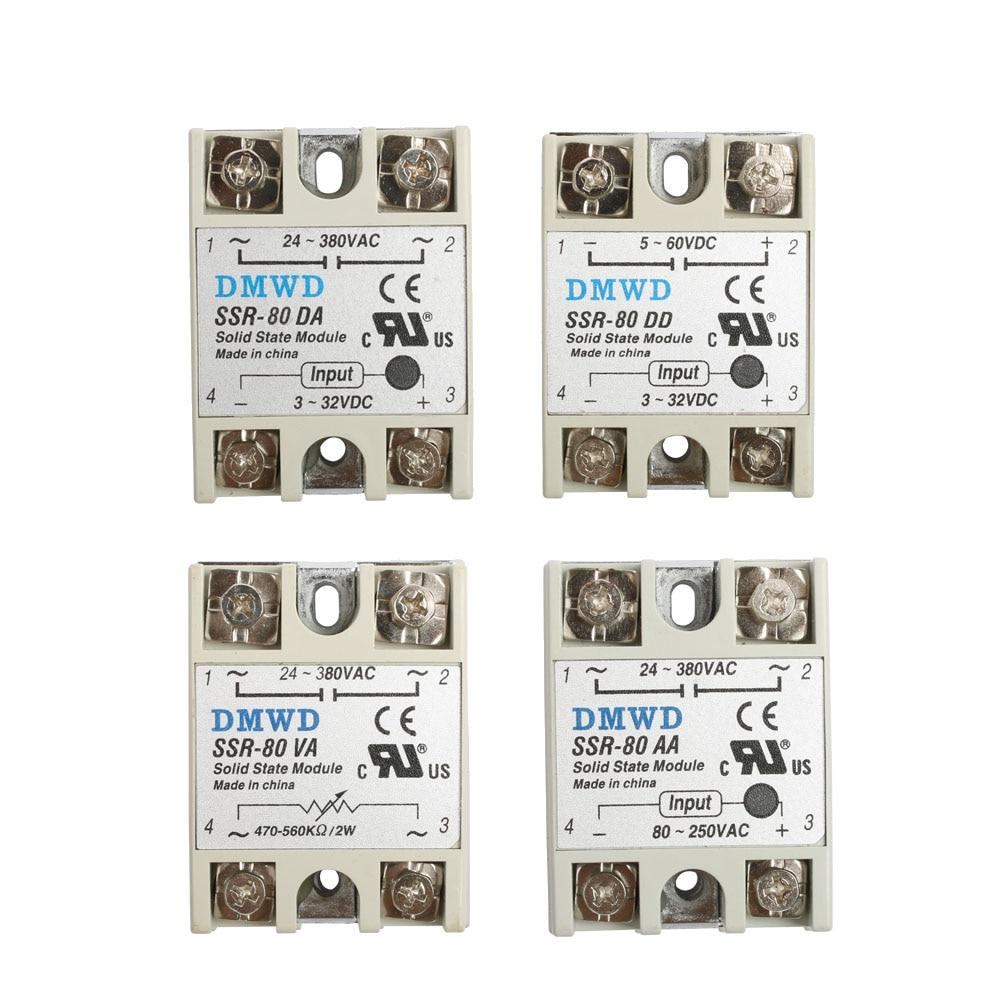 1 ~ 24 ~ 380VAC ~ 2
DMWD CE
SSR-80 DA
Solid State Module C RU® US
Made in china
Input
4 − 3 ~ 32VDC + 3
1 − 5 ~ 60VDC + 2
DMWD CE
SSR-80 DD
Solid State Module C RU® US
Made in china
Input
4 − 3 ~ 32VDC + 3
1 ~ 24 ~ 380VAC ~ 2
DMWD CE
SSR-80 VA
Solid State Module C RU® US
Made in china
4 ~ 470-560KΩ/2W ~ 3
1 ~ 24 ~ 380VAC ~ 2
DMWD CE
SSR-80 AA
Solid State Module C RU® US
Made in china
Input
4 − 80 ~ 250VAC + 3